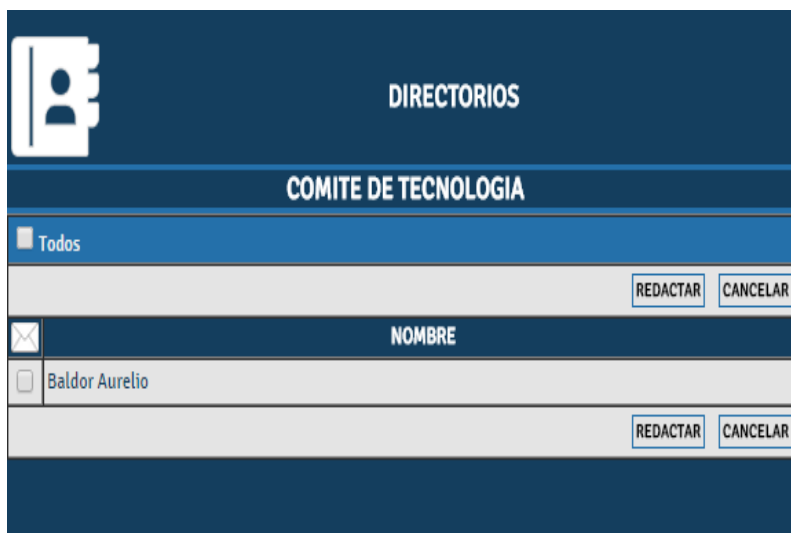 DIRECTORIOS
COMITE DE TECNOLOGIA
Todos
REDACTAR CANCELAR
NOMBRE
Baldor Aurelio
REDACTAR CANCELAR